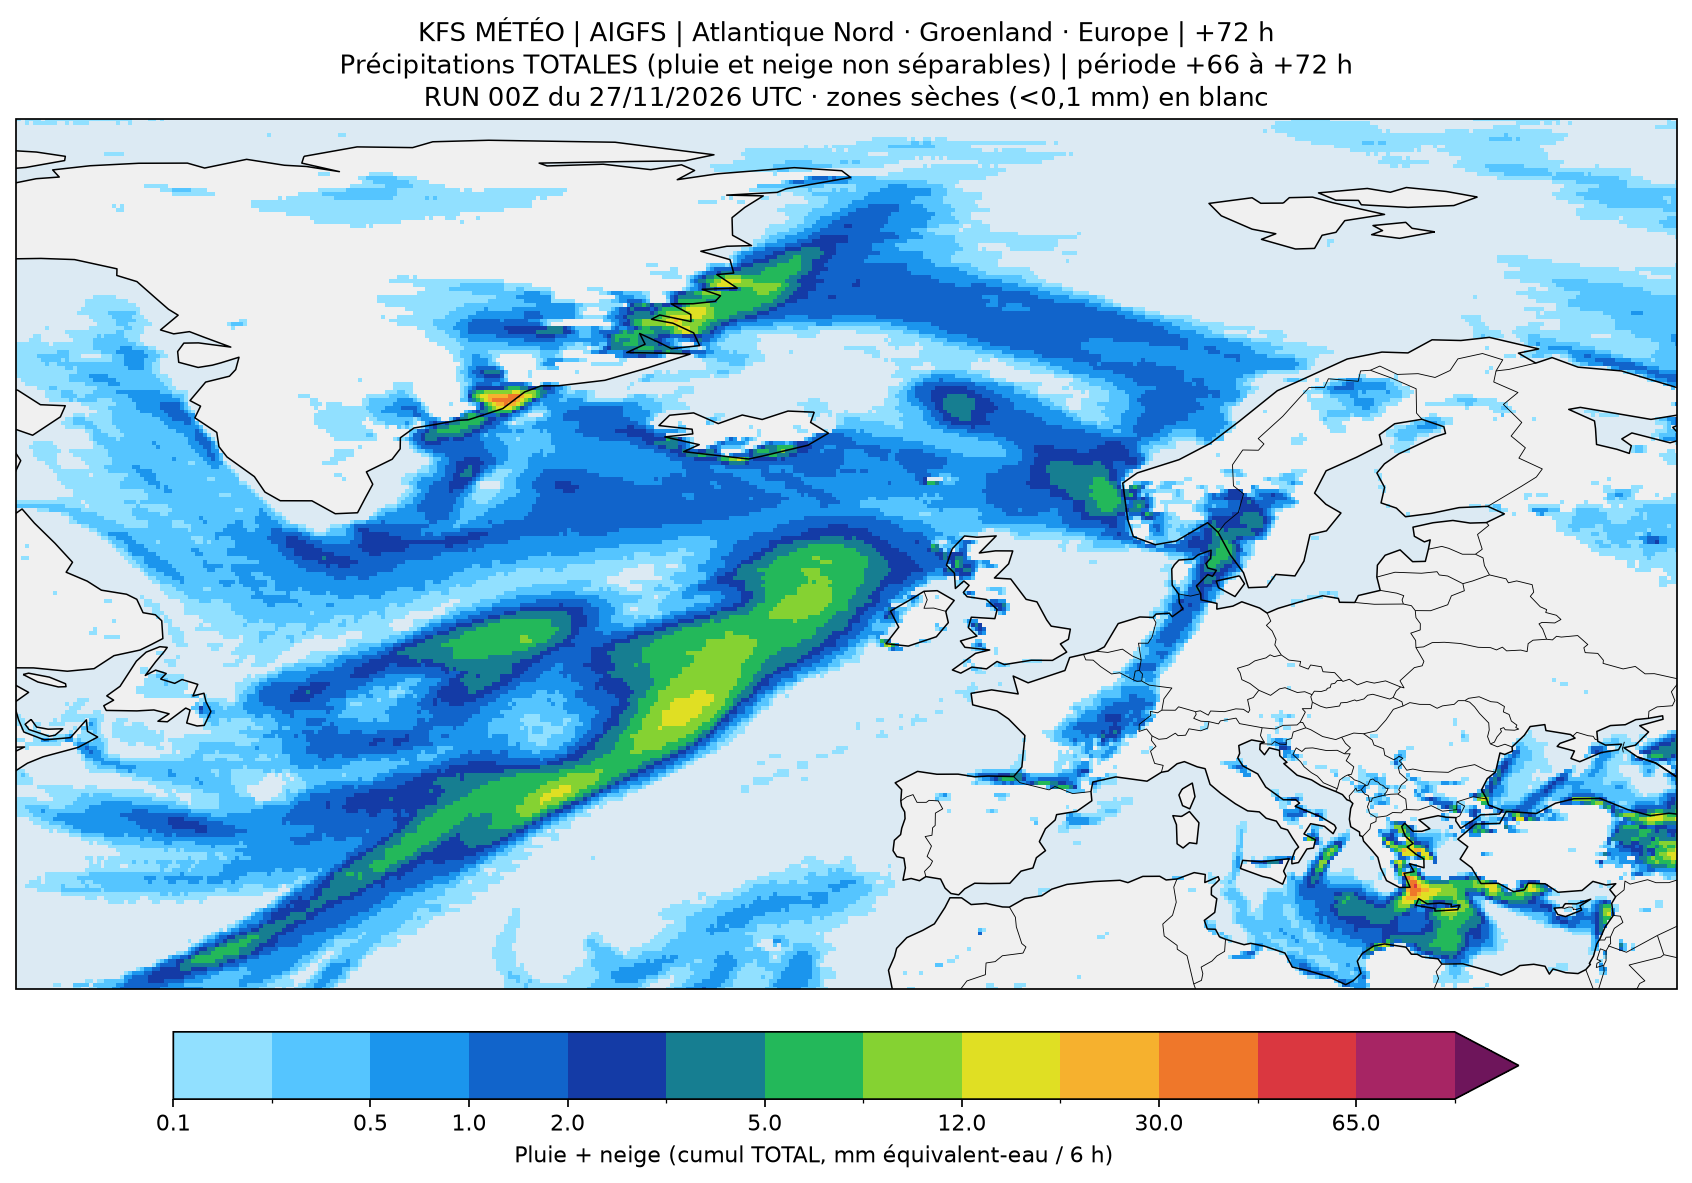 KFS MÉTÉO | AIGFS | Atlantique Nord · Groenland · Europe | +72 h
Précipitations TOTALES (pluie et neige non séparables) | période +66 à +72 h
RUN 00Z du 27/11/2026 UTC · zones sèches (<0,1 mm) en blanc
0.1 0.5 1.0 2.0 5.0 12.0 30.0 65.0
Pluie + neige (cumul TOTAL, mm équivalent-eau / 6 h)